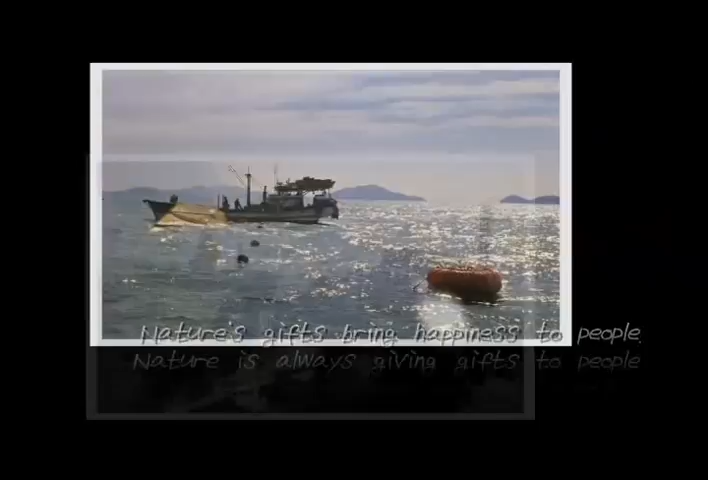 Nature's gifts bring happiness to people.
Nature is always giving gifts to people